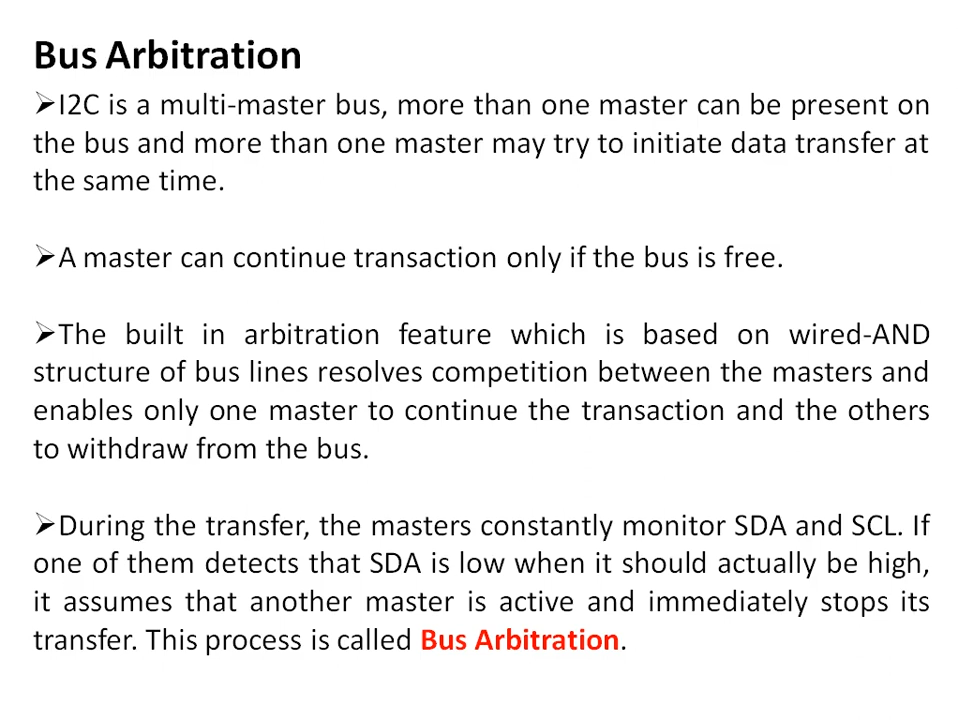 Bus Arbitration
➢I2C is a multi-master bus, more than one master can be present on
the bus and more than one master may try to initiate data transfer at
the same time.
➢A master can continue transaction only if the bus is free.
➢The built in arbitration feature which is based on wired-AND
structure of bus lines resolves competition between the masters and
enables only one master to continue the transaction and the others
to withdraw from the bus.
➢During the transfer, the masters constantly monitor SDA and SCL. If
one of them detects that SDA is low when it should actually be high,
it assumes that another master is active and immediately stops its
transfer. This process is called Bus Arbitration.